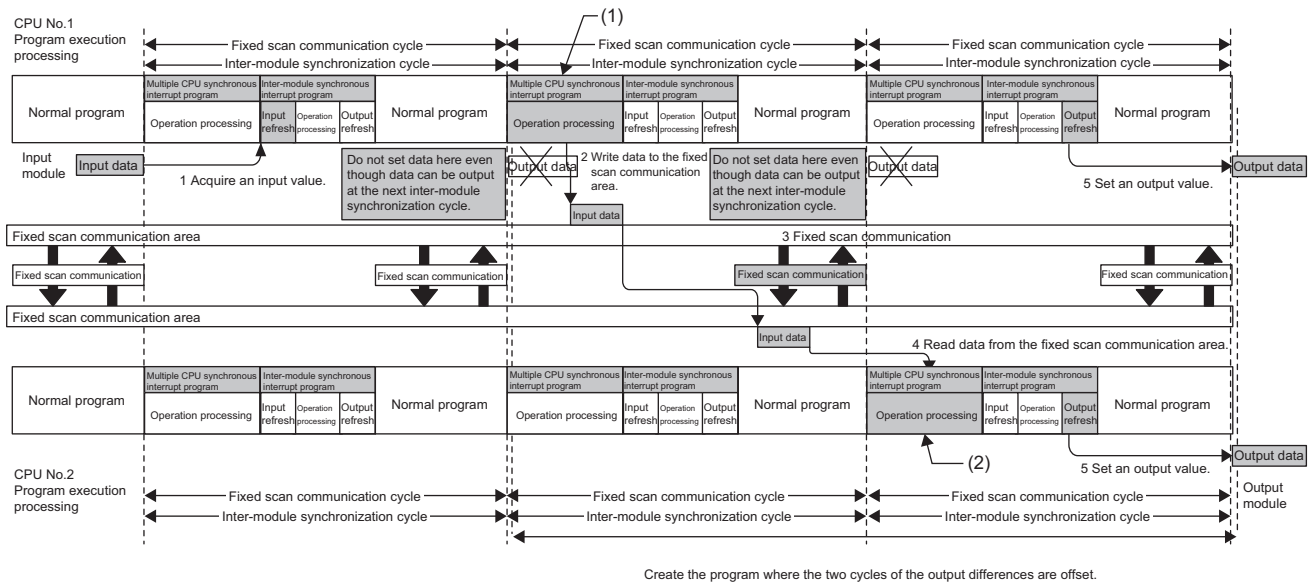 CPU No.1
Program execution
processing
(1)
Fixed scan communication cycle
Fixed scan communication cycle
Fixed scan communication cycle
Inter-module synchronization cycle
Inter-module synchronization cycle
Inter-module synchronization cycle
Normal program
Multiple CPU synchronous
interrupt program
Inter-module synchronous
interrupt program
Operation processing
Input
refresh
Operation
processing
Output
refresh
Normal program
Multiple CPU synchronous
interrupt program
Inter-module synchronous
interrupt program
Operation processing
Input
refresh
Operation
processing
Output
refresh
Normal program
Multiple CPU synchronous
interrupt program
Inter-module synchronous
interrupt program
Operation processing
Input
refresh
Operation
processing
Output
refresh
Normal program
Input
module
Input data
1 Acquire an input value.
Do not set data here even
though data can be output
at the next inter-module
synchronization cycle.
Output data
2 Write data to the fixed
scan communication
area.
Input data
Do not set data here even
though data can be output
at the next inter-module
synchronization cycle.
Output data
5 Set an output value.
Output data
Fixed scan communication area
3 Fixed scan communication
Fixed scan communication
Fixed scan communication
Fixed scan communication
Fixed scan communication
Fixed scan communication area
Input data
4 Read data from the fixed scan communication area.
Normal program
Multiple CPU synchronous
interrupt program
Inter-module synchronous
interrupt program
Operation processing
Input
refresh
Operation
processing
Output
refresh
Normal program
Multiple CPU synchronous
interrupt program
Inter-module synchronous
interrupt program
Operation processing
Input
refresh
Operation
processing
Output
refresh
Normal program
Multiple CPU synchronous
interrupt program
Inter-module synchronous
interrupt program
Operation processing
Input
refresh
Operation
processing
Output
refresh
Normal program
(2)
5 Set an output value.
Output data
CPU No.2
Program execution
processing
Output
module
Fixed scan communication cycle
Fixed scan communication cycle
Fixed scan communication cycle
Inter-module synchronization cycle
Inter-module synchronization cycle
Inter-module synchronization cycle
Create the program where the two cycles of the output differences are offset.